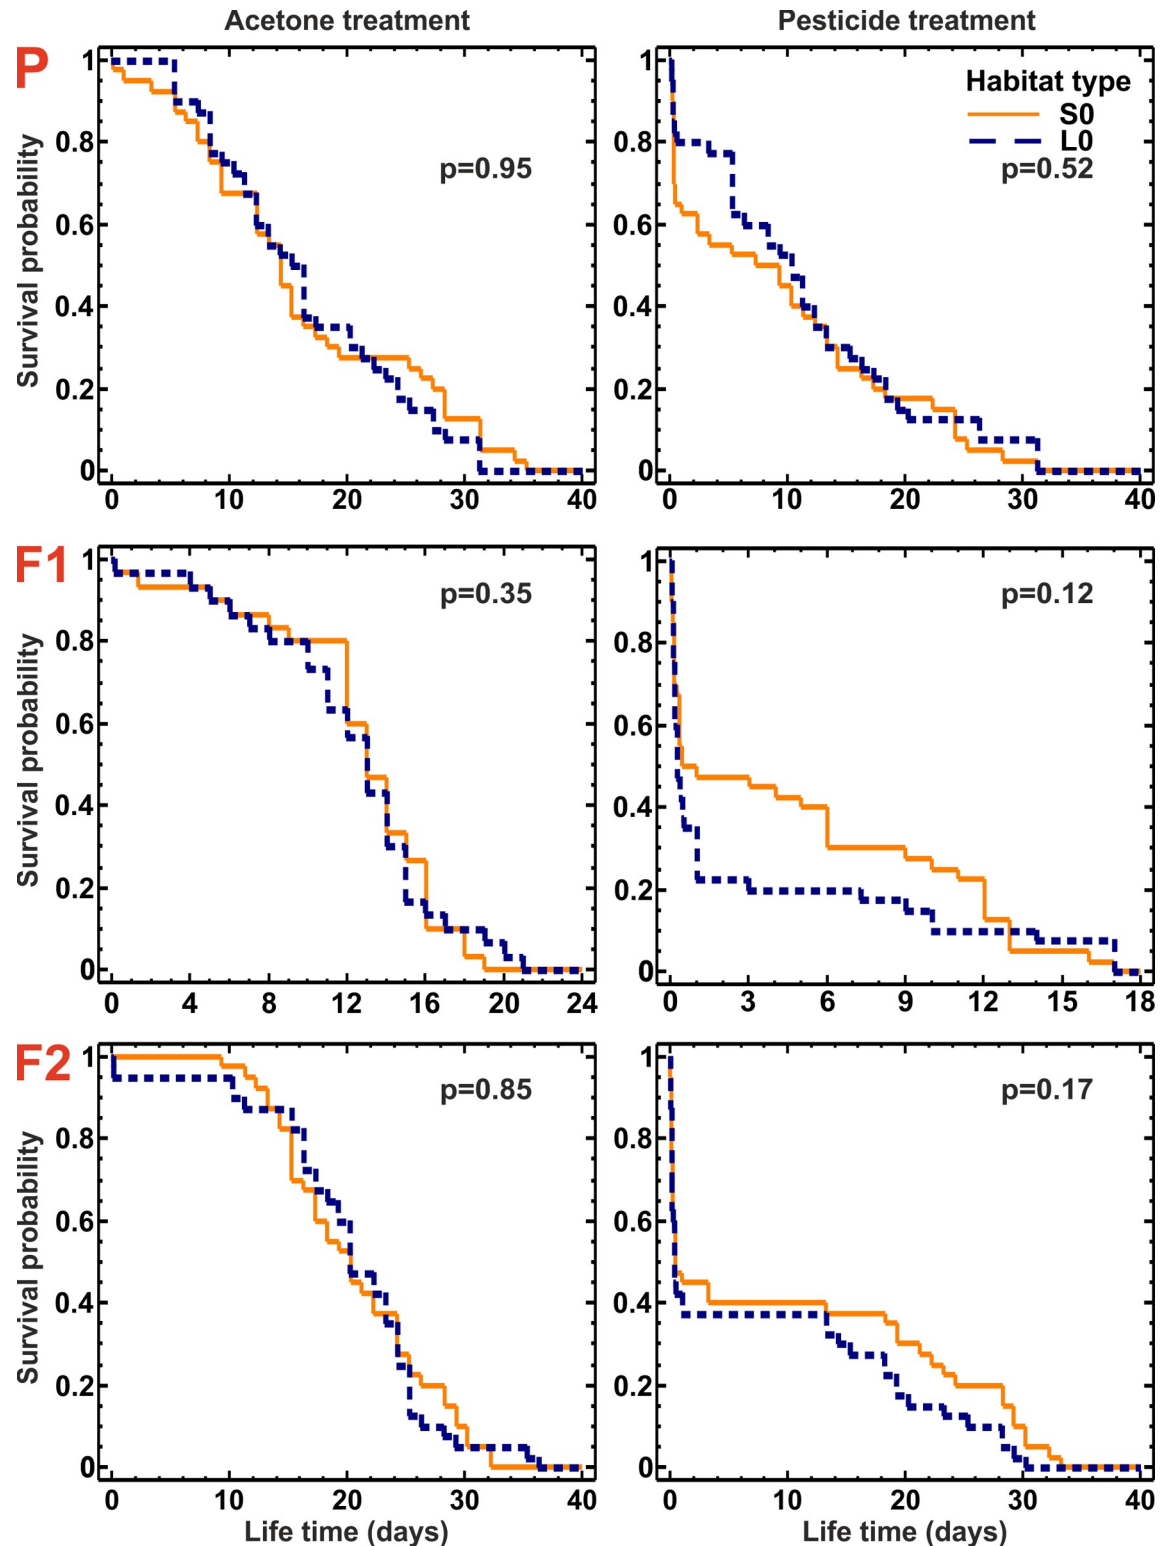 Acetone treatment
Pesticide treatment
P
Survival probability
1
0.8
0.6
0.4
0.2
0
0 10 20 30 40
p=0.95
1
0.8
0.6
0.4
0.2
0
0 10 20 30 40
Habitat type
S0
L0
p=0.52
F1
Survival probability
1
0.8
0.6
0.4
0.2
0
0 4 8 12 16 20 24
p=0.35
1
0.8
0.6
0.4
0.2
0
0 3 6 9 12 15 18
p=0.12
F2
Survival probability
1
0.8
0.6
0.4
0.2
0
0 10 20 30 40
Life time (days)
p=0.85
1
0.8
0.6
0.4
0.2
0
0 10 20 30 40
Life time (days)
p=0.17